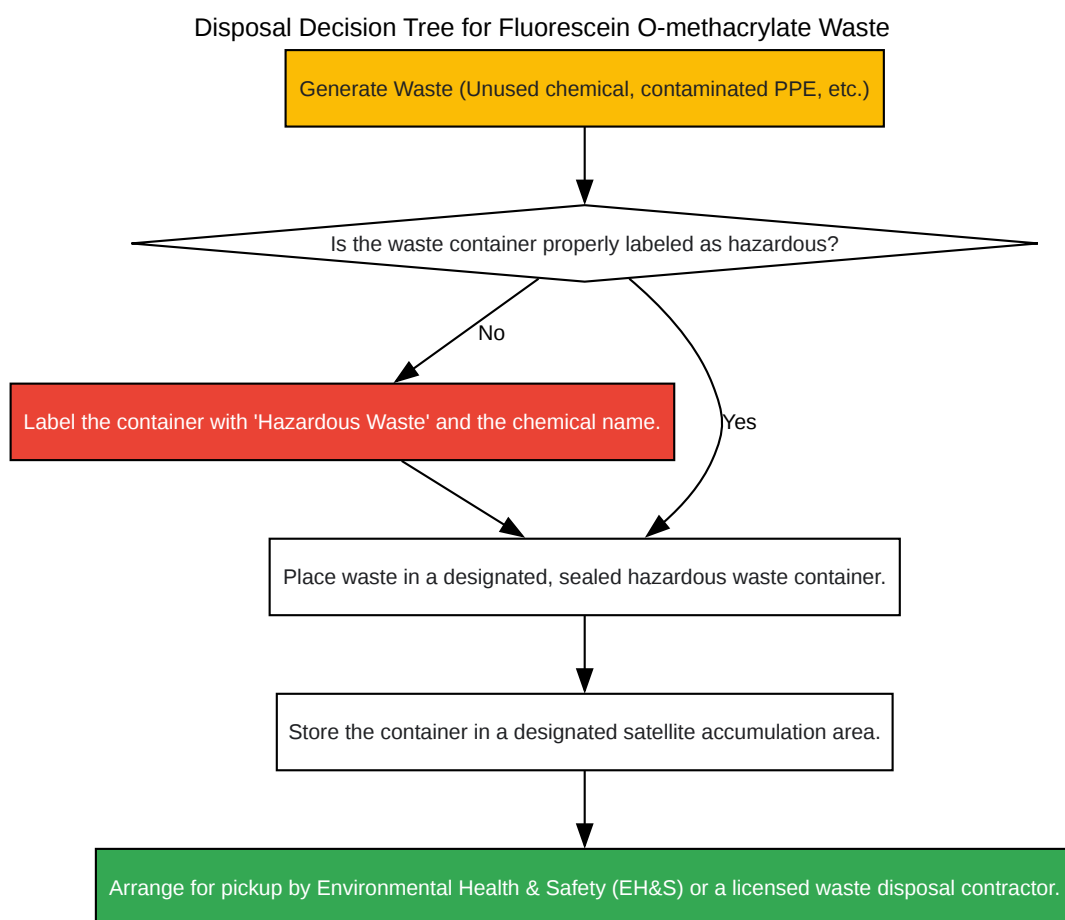 Disposal Decision Tree for Fluorescein O-methacrylate Waste
Generate Waste (Unused chemical, contaminated PPE, etc.)
Is the waste container properly labeled as hazardous?
No
Label the container with 'Hazardous Waste' and the chemical name.
Yes
Place waste in a designated, sealed hazardous waste container.
Store the container in a designated satellite accumulation area.
Arrange for pickup by Environmental Health & Safety (EH&S) or a licensed waste disposal contractor.